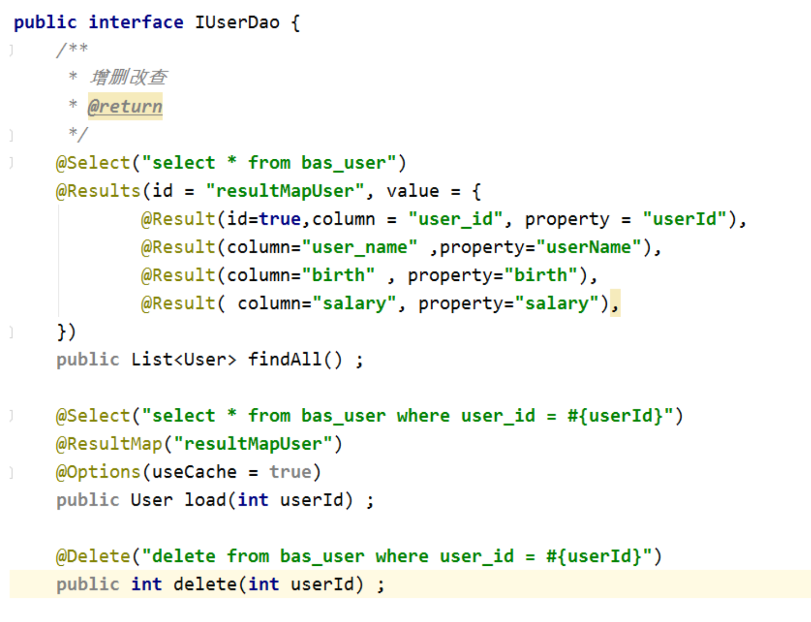 public interface IUserDao {
/**
* 增删改查
* @return
*/
@Select("select * from bas_user")
@Results(id = "resultMapUser", value = {
@Result(id=true,column = "user_id", property = "userId"),
@Result(column="user_name" ,property="userName"),
@Result(column="birth" , property="birth"),
@Result( column="salary", property="salary"),
})
public List<User> findAll() ;
@Select("select * from bas_user where user_id = #{userId}")
@ResultMap("resultMapUser")
@Options(useCache = true)
public User load(int userId) ;
@Delete("delete from bas_user where user_id = #{userId}")
public int delete(int userId) ;